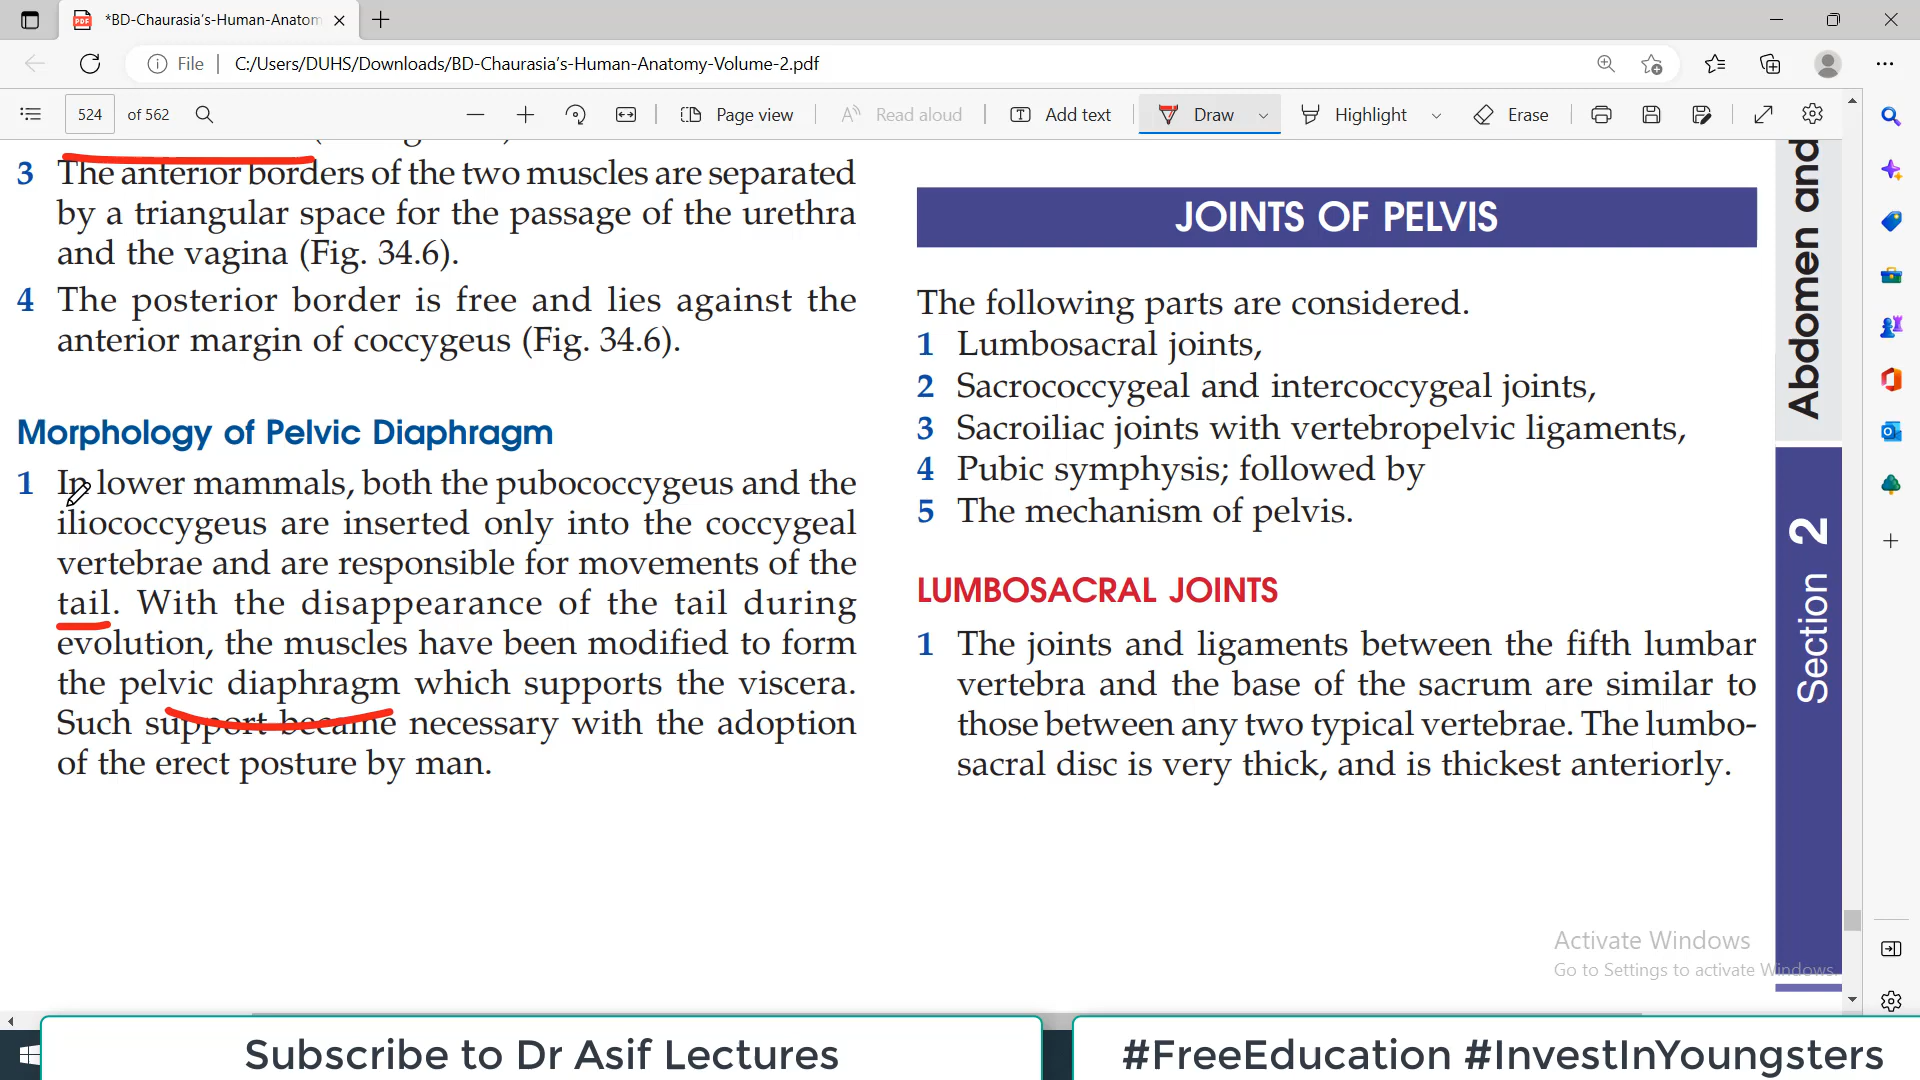 *BD-Chaurasia's-Human-Anatom
File
C:/Users/DUHS/Downloads/BD-Chaurasia's-Human-Anatomy-Volume-2.pdf
524 of 562
Page view
Read aloud
Add text
Draw
Highlight
Erase
3 The anterior borders of the two muscles are separated
by a triangular space for the passage of the urethra
and the vagina (Fig. 34.6).
4 The posterior border is free and lies against the
anterior margin of coccygeus (Fig. 34.6).
Morphology of Pelvic Diaphragm
1 In lower mammals, both the pubococcygeus and the
iliococcygeus are inserted only into the coccygeal
vertebrae and are responsible for movements of the
tail. With the disappearance of the tail during
evolution, the muscles have been modified to form
the pelvic diaphragm which supports the viscera.
Such support became necessary with the adoption
of the erect posture by man.
JOINTS OF PELVIS
The following parts are considered.
1 Lumbosacral joints,
2 Sacrococcygeal and intercoccygeal joints,
3 Sacroiliac joints with vertebropelvic ligaments,
4 Pubic symphysis; followed by
5 The mechanism of pelvis.
LUMBOSACRAL JOINTS
1 The joints and ligaments between the fifth lumbar
vertebra and the base of the sacrum are similar to
those between any two typical vertebrae. The lumbo-
sacral disc is very thick, and is thickest anteriorly.
Abdomen and
Section 2
Activate Windows
Go to Settings to activate Windows.
Subscribe to Dr Asif Lectures
#FreeEducation #InvestInYoungsters